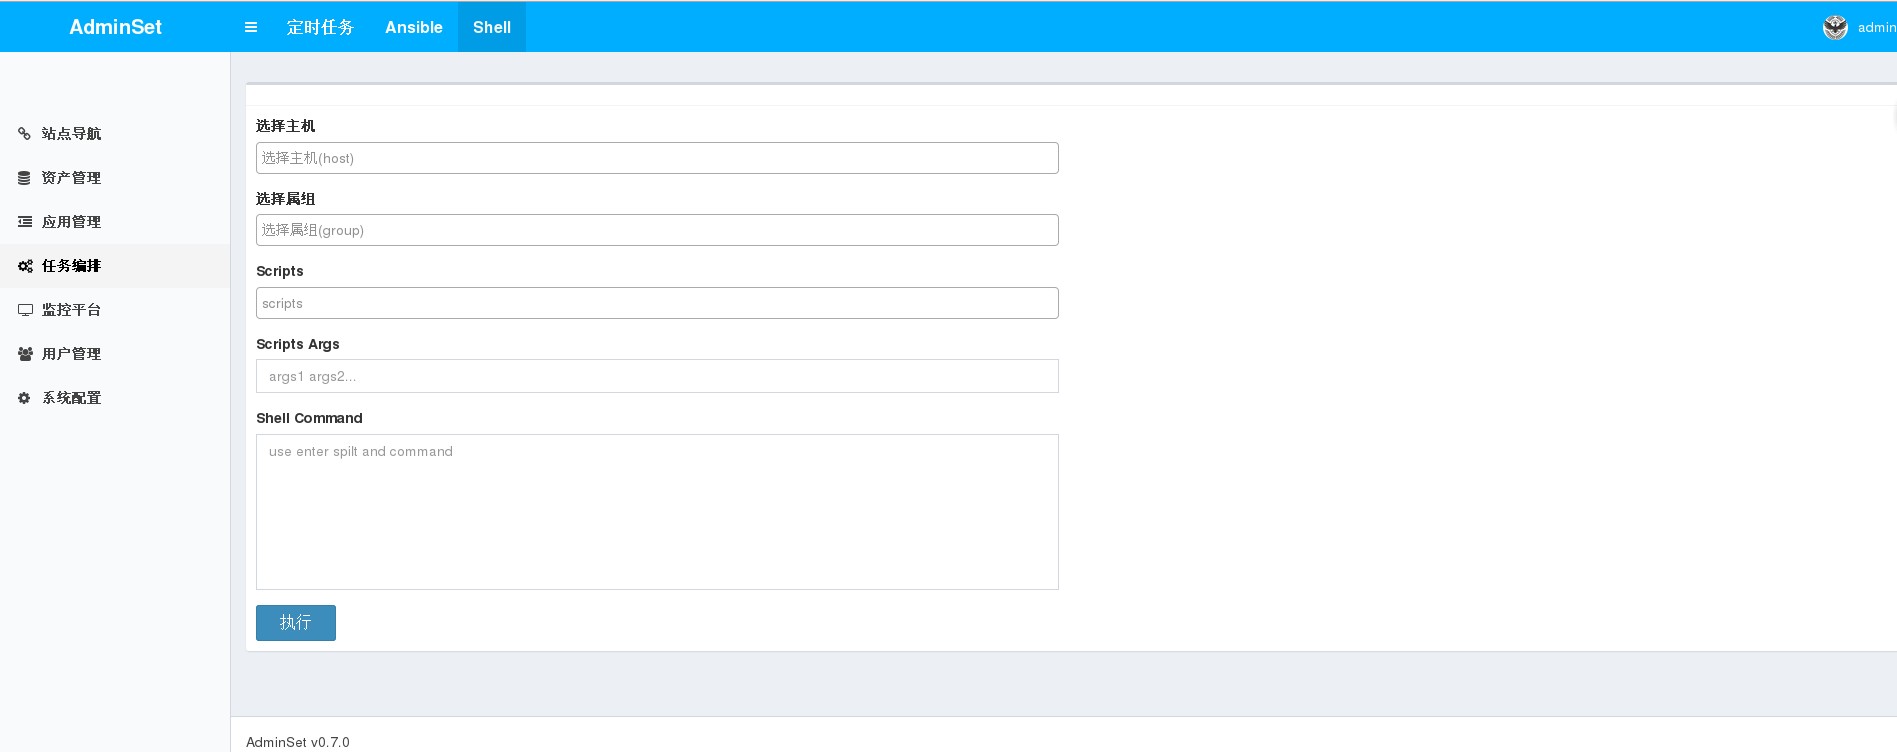 AdminSet
定时任务
Ansible
Shell
admin
站点导航
资产管理
应用管理
任务编排
监控平台
用户管理
系统配置
选择主机
选择主机(host)
选择属组
选择属组(group)
Scripts
scripts
Scripts Args
args1 args2...
Shell Command
use enter spilt and command
执行
AdminSet v0.7.0